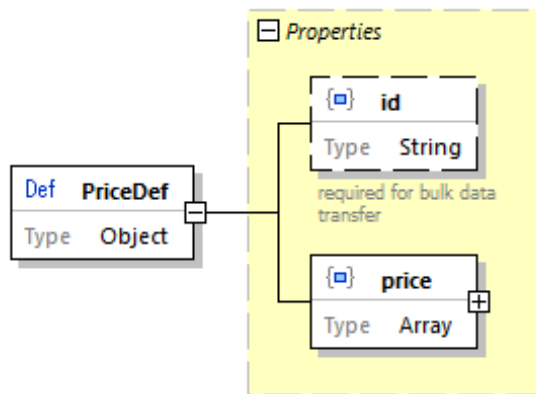 Properties
{} id
Type String
required for bulk data
transfer
Def PriceDef
Type Object
{} price
Type Array